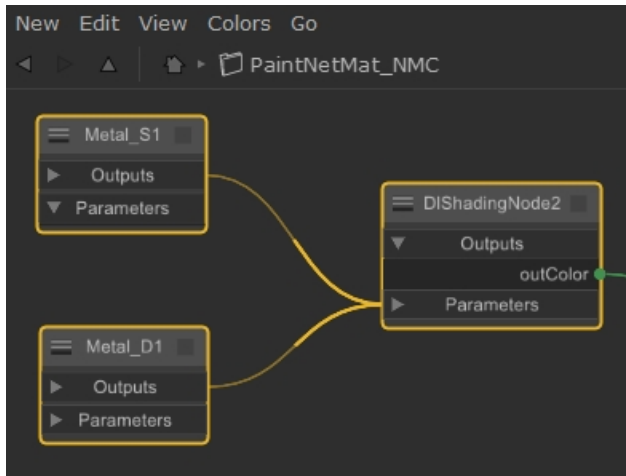 New Edit View Colors Go
PaintNetMat_NMC
Metal_S1
Outputs
Parameters
DlShadingNode2
Outputs
outColor
Parameters
Metal_D1
Outputs
Parameters